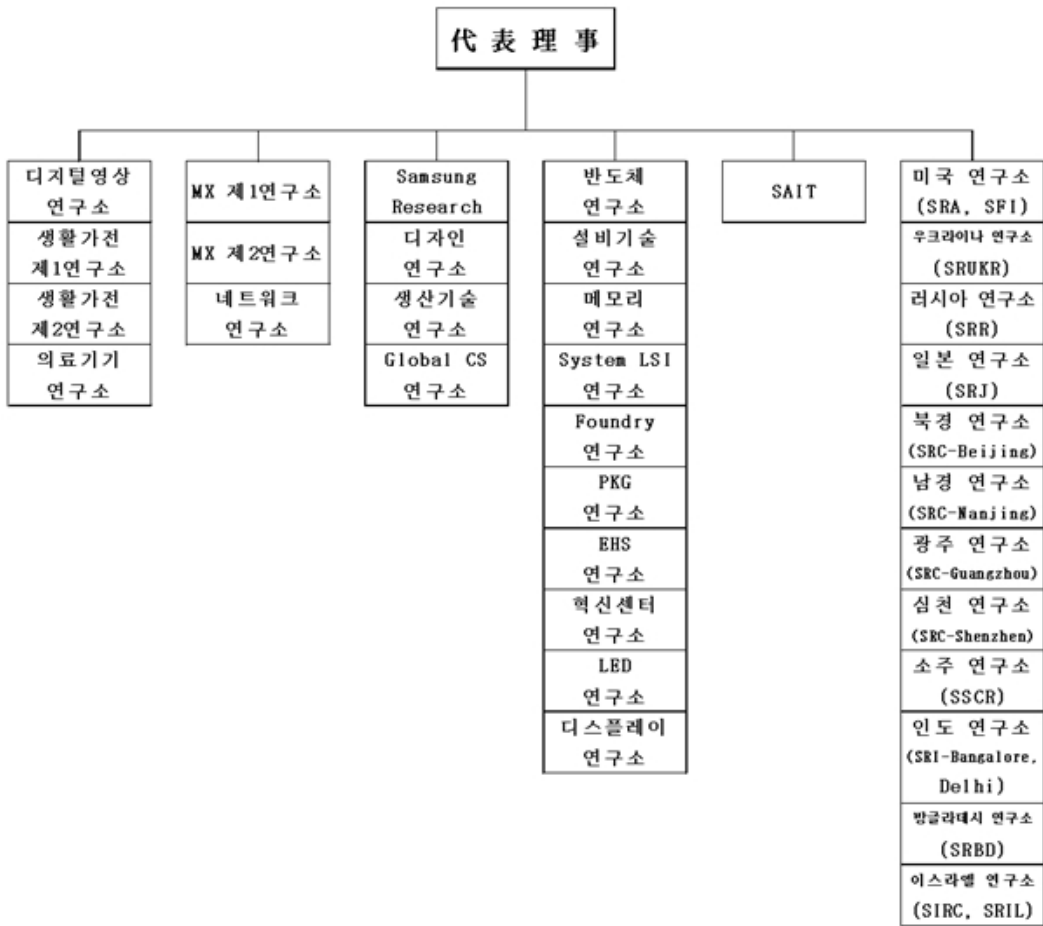 代 表 理 事
디지털영상
연구소
생활가전
제1연구소
생활가전
제2연구소
의료기기
연구소
MX 제1연구소
MX 제2연구소
네트워크
연구소
Samsung
Research
디자인
연구소
생산기술
연구소
Global CS
연구소
반도체
연구소
설비기술
연구소
메모리
연구소
System LSI
연구소
Foundry
연구소
PKG
연구소
EHS
연구소
혁신센터
연구소
LED
연구소
디스플레이
연구소
SAIT
미국 연구소
(SRA, SFI)
우크라이나 연구소
(SRUKR)
러시아 연구소
(SRR)
일본 연구소
(SRJ)
북경 연구소
(SRC-Beijing)
남경 연구소
(SRC-Nanjing)
광주 연구소
(SRC-Guangzhou)
심천 연구소
(SRC-Shenzhen)
소주 연구소
(SSCR)
인도 연구소
(SRI-Bangalore,
Delhi)
방글라데시 연구소
(SRBD)
이스라엘 연구소
(SIRC, SRIL)